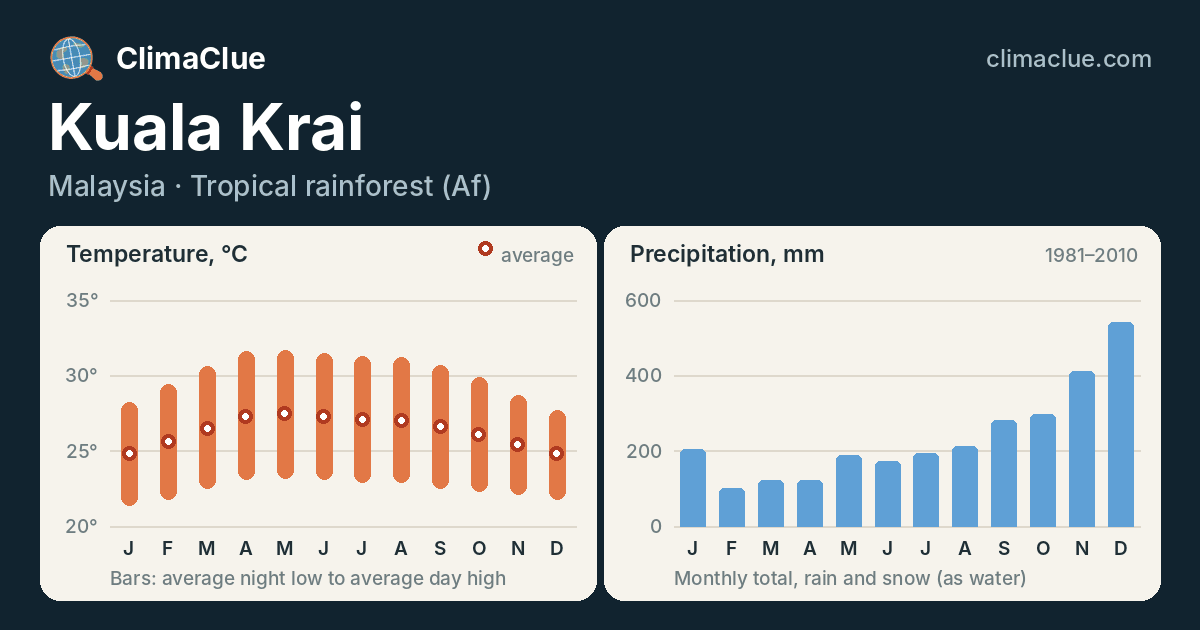 ClimaClue
climaclue.com
Kuala Krai
Malaysia · Tropical rainforest (Af)
Temperature, °C
average
35°
30°
25°
20°
J F M A M J J A S O N D
Bars: average night low to average day high
Precipitation, mm
1981–2010
600
400
200
0
J F M A M J J A S O N D
Monthly total, rain and snow (as water)